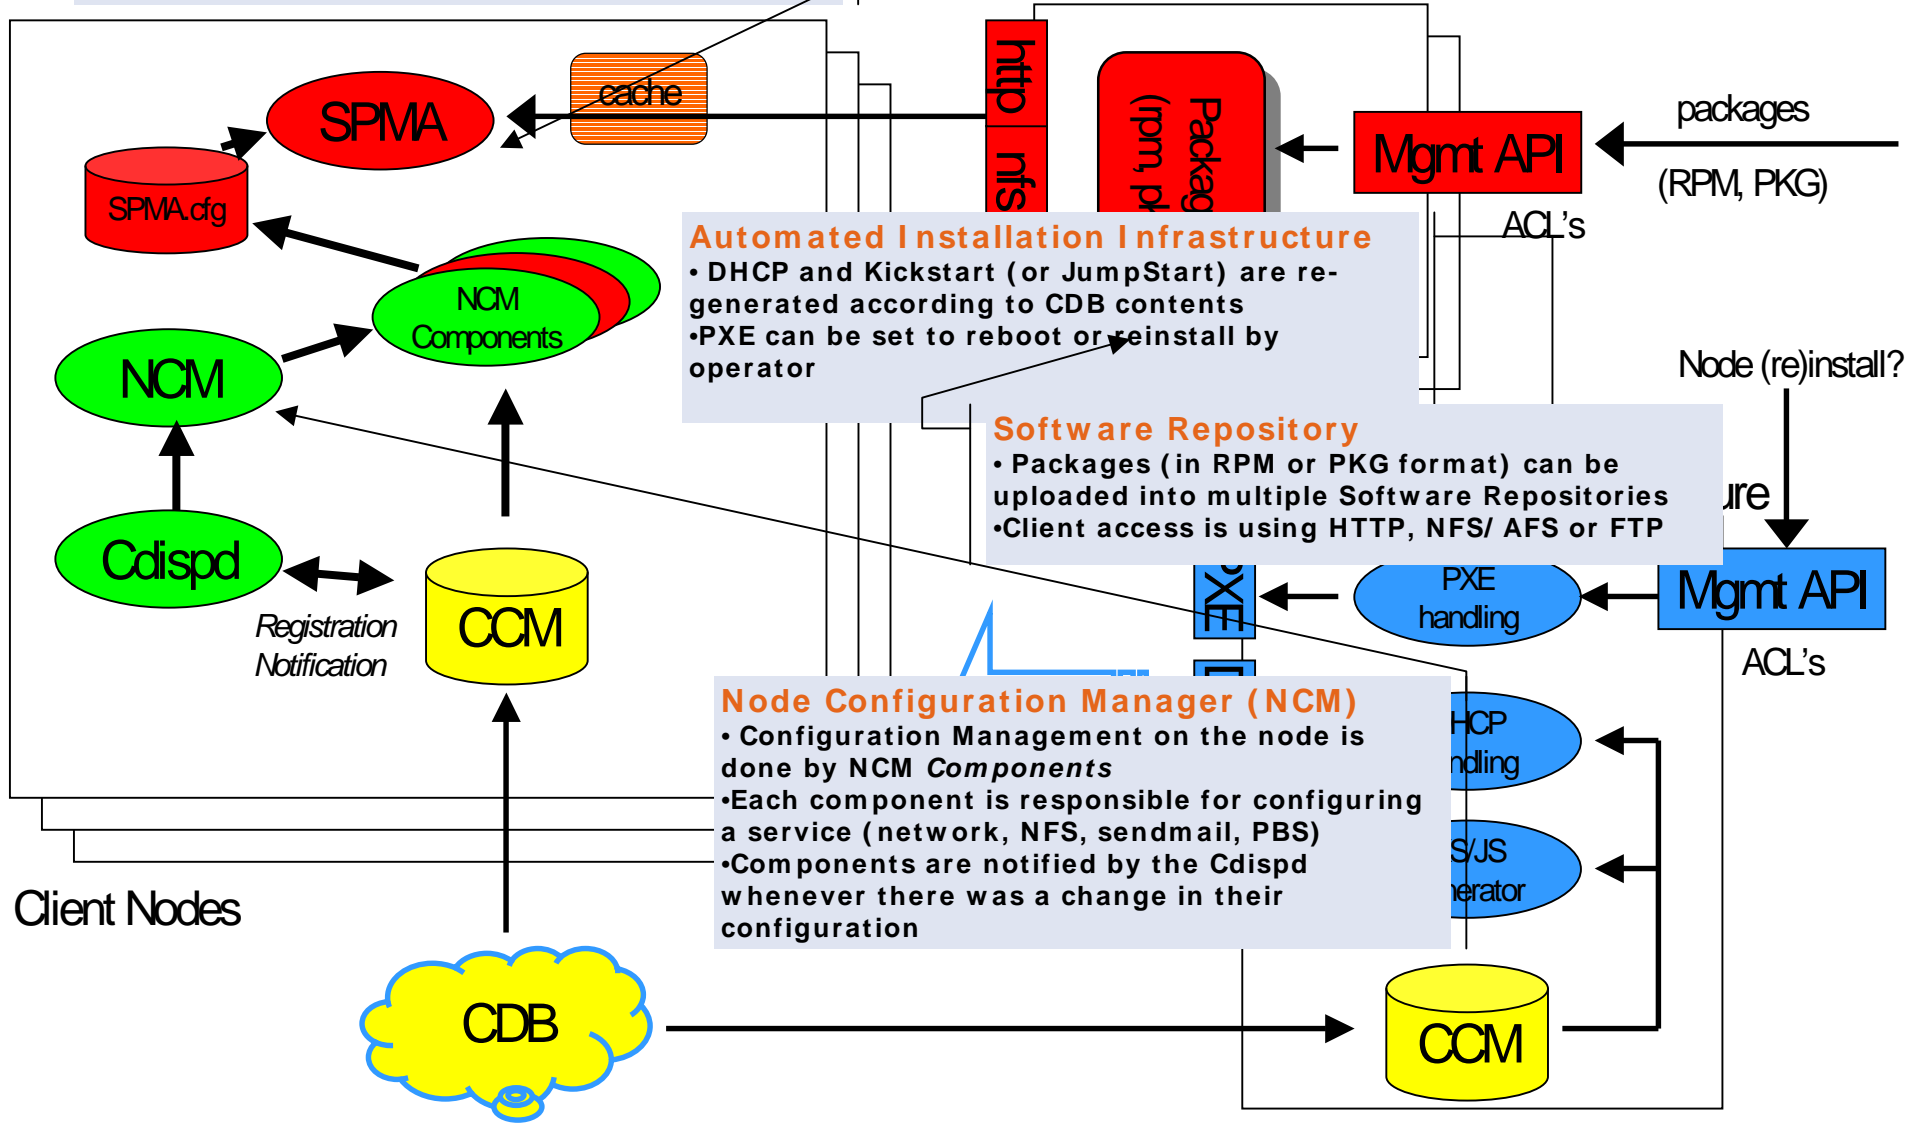 http
nfs
cache
SPMA
SPMA.cfg
packages
(RPM, PKG)
Mgmt API
ACL's
(rpm,
Automated Installation Infrastructure
• DHCP and Kickstart (or JumpStart) are re-
generated according to CDB contents
•PXE can be set to reboot or reinstall by
operator
NCM
Components
NCM
Node (re)install?
Software Repository
• Packages (in RPM or PKG format) can be
uploaded into multiple Software Repositories
•Client access is using HTTP, NFS/ AFS or FTP
Cdispd
Registration
Notification
CCM
PXE
PXE
handling
Mgmt API
ACL's
Node Configuration Manager (NCM)
• Configuration Management on the node is
done by NCM Components
•Each component is responsible for configuring
a service (network, NFS, sendmail, PBS)
•Components are notified by the Cdispd
whenever there was a change in their
configuration
Client Nodes
CDB
CCM